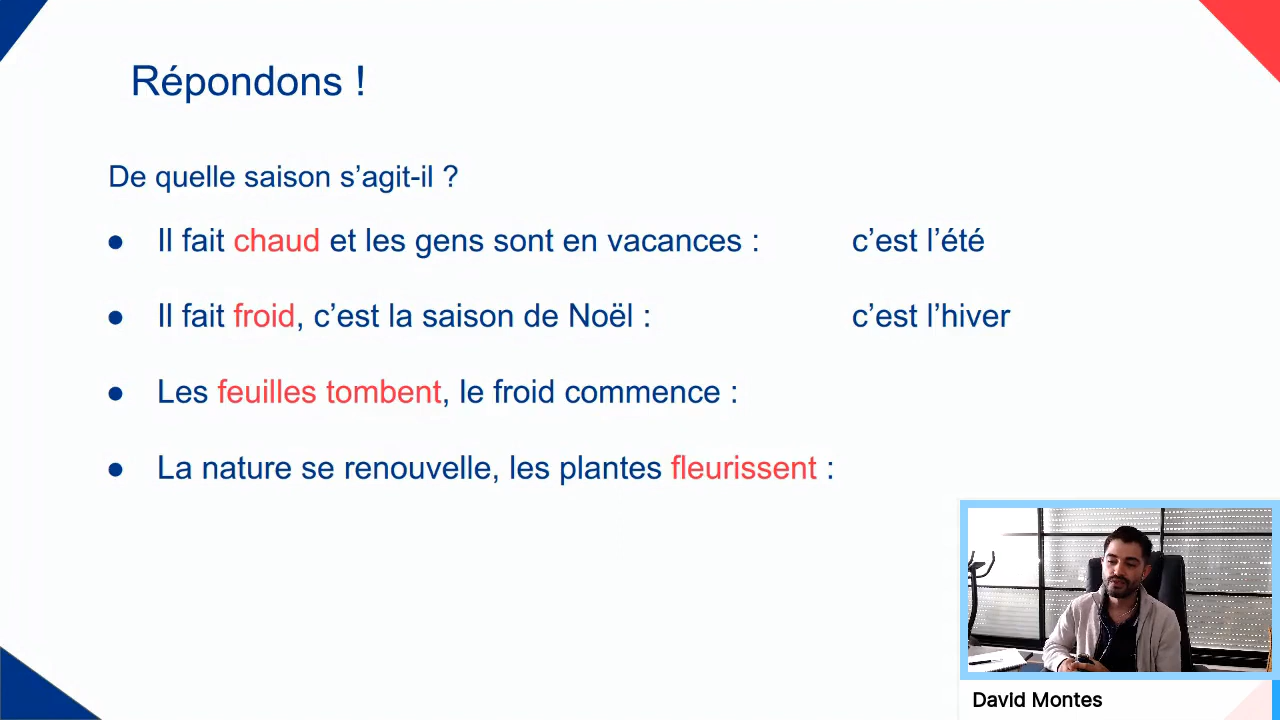 Répondons !
De quelle saison s’agit-il ?
● Il fait chaud et les gens sont en vacances : c’est l’été
● Il fait froid, c’est la saison de Noël : c’est l’hiver
● Les feuilles tombent, le froid commence :
● La nature se renouvelle, les plantes fleurissent :
David Montes